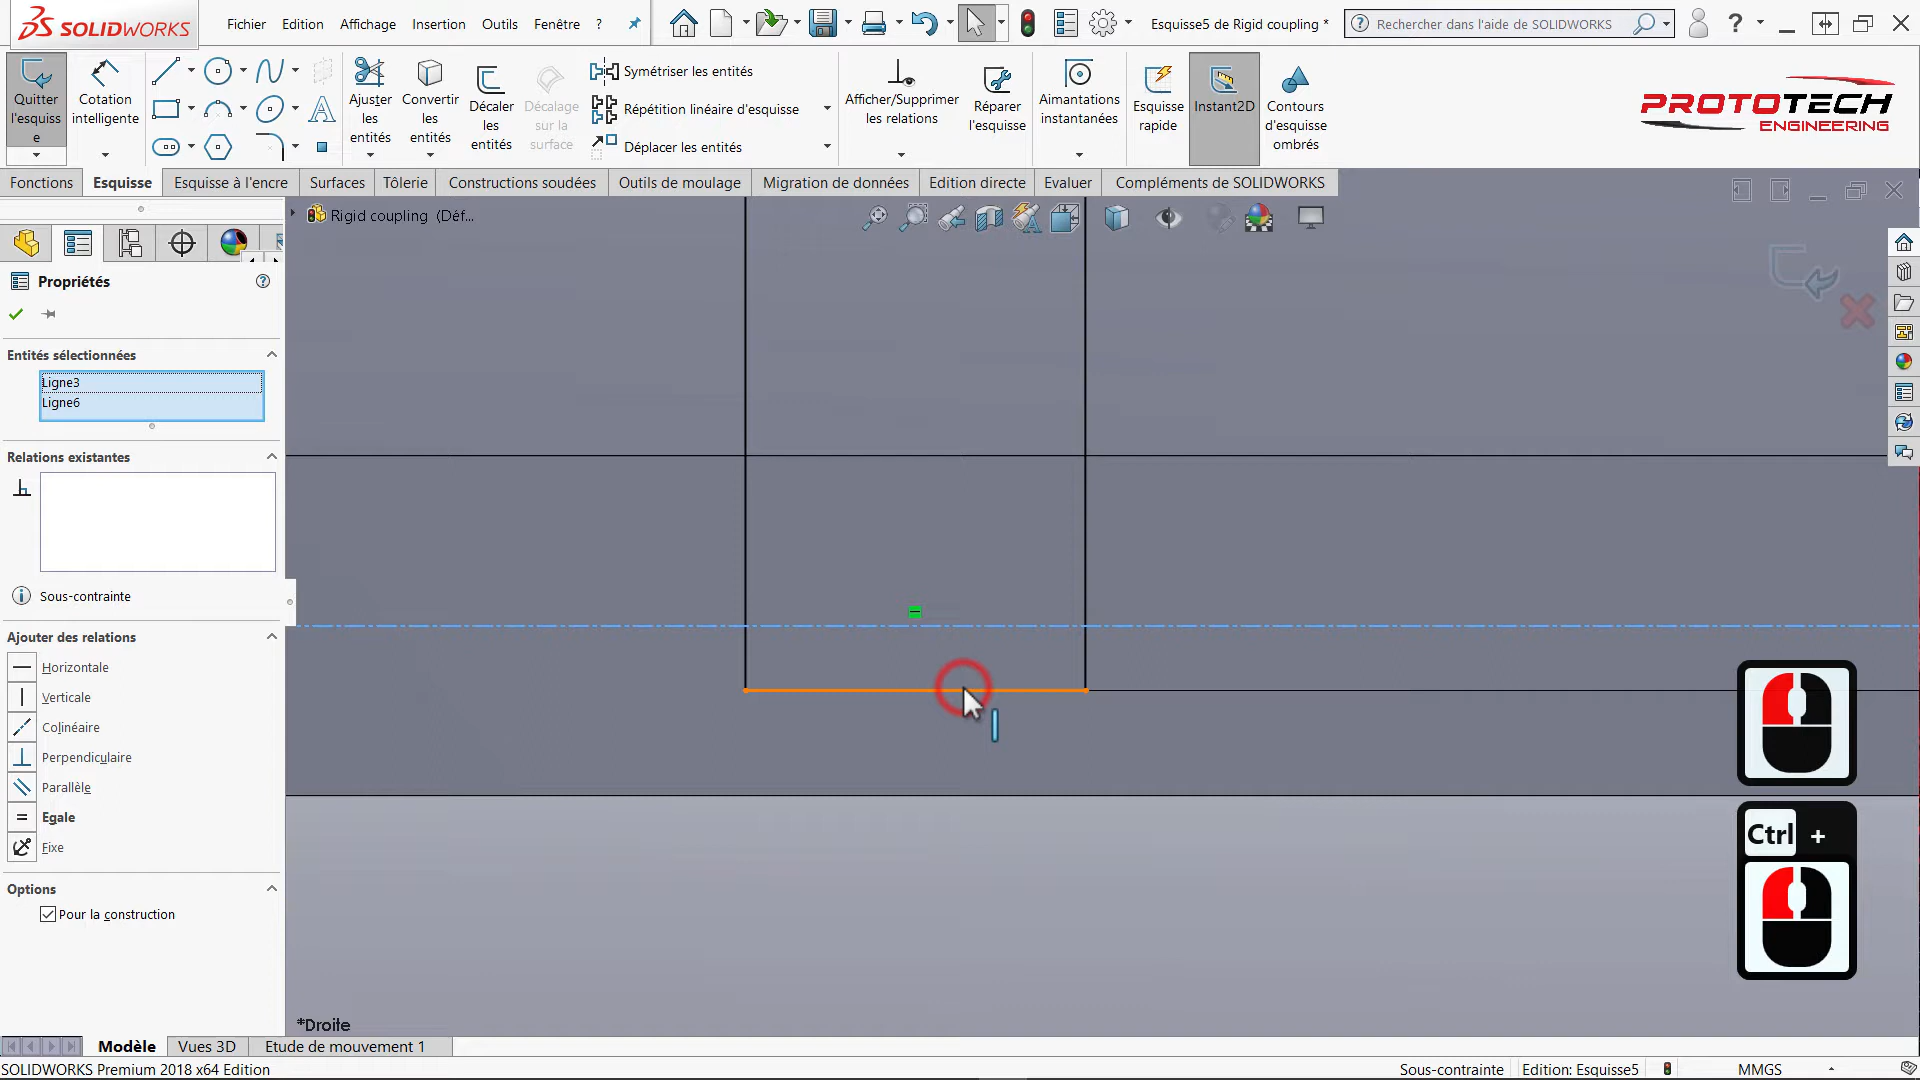 SOLIDWORKS
Fichier Edition Affichage Insertion Outils Fenêtre ?
Esquisse5 de Rigid coupling *
Rechercher dans l'aide de SOLIDWORKS
Quitter l'esquisse
Cotation intelligente
Ajuster les entités
Convertir les entités
Décaler les entités
Décalage sur la surface
Symétriser les entités
Répétition linéaire d'esquisse
Déplacer les entités
Afficher/Supprimer les relations
Réparer l'esquisse
Aimantations instantanées
Esquisse rapide
Instant2D
Contours d'esquisse ombrés
PROTOTECH
ENGINEERING
Fonctions Esquisse Esquisse à l'encre Surfaces Tôlerie Constructions soudées Outils de moulage Migration de données Edition directe Evaluer Compléments de SOLIDWORKS
Rigid coupling (Déf...
Propriétés
Entités sélectionnées
Ligne3
Ligne6
Relations existantes
Sous-contrainte
Ajouter des relations
Horizontale
Verticale
Colinéaire
Perpendiculaire
Parallèle
Egale
Fixe
Options
Pour la construction
Ctrl +
*Droite
Modèle Vues 3D Etude de mouvement 1
SOLIDWORKS Premium 2018 x64 Edition
Sous-contrainte Edition: Esquisse5 MMGS